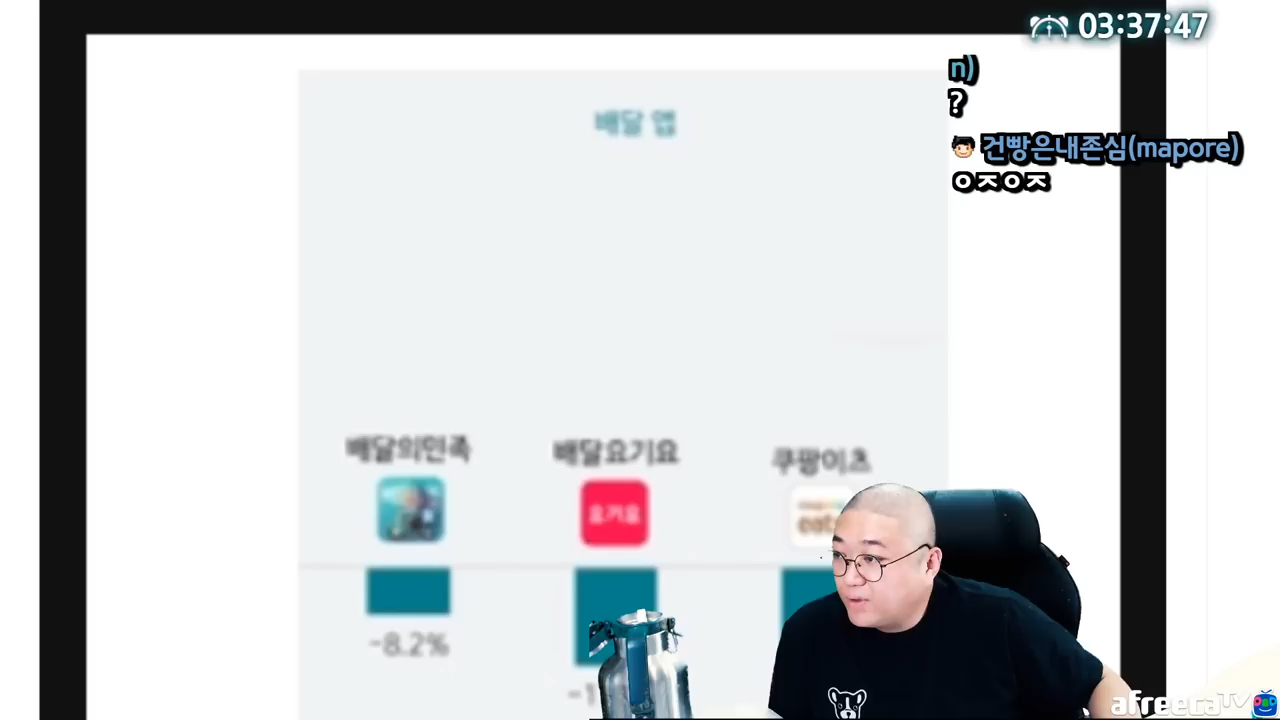 03:37:47
n)
?
건빵은내존심(mapore)
ㅇㅈㅇㅈ
배달 앱
배달의민족
배달요기요
쿠팡이츠
요기요
eats
-8.2%
afreecaTV